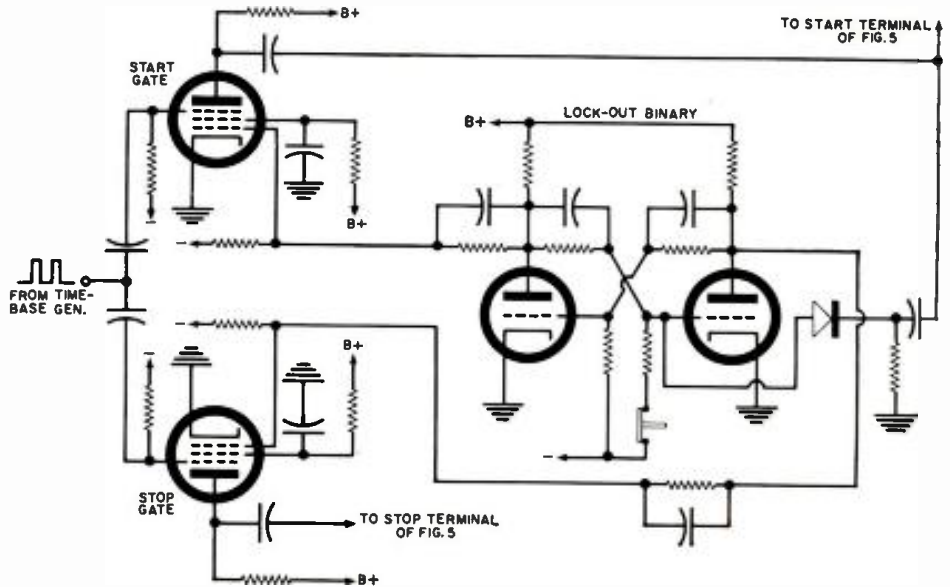 B+
TO START TERMINAL
OF FIG.5
START
GATE
B+
LOCK-OUT BINARY
B+
-
-
FROM TIME-
BASE GEN.
-
-
B+
-
STOP
GATE
TO STOP TERMINAL
OF FIG.5
B+